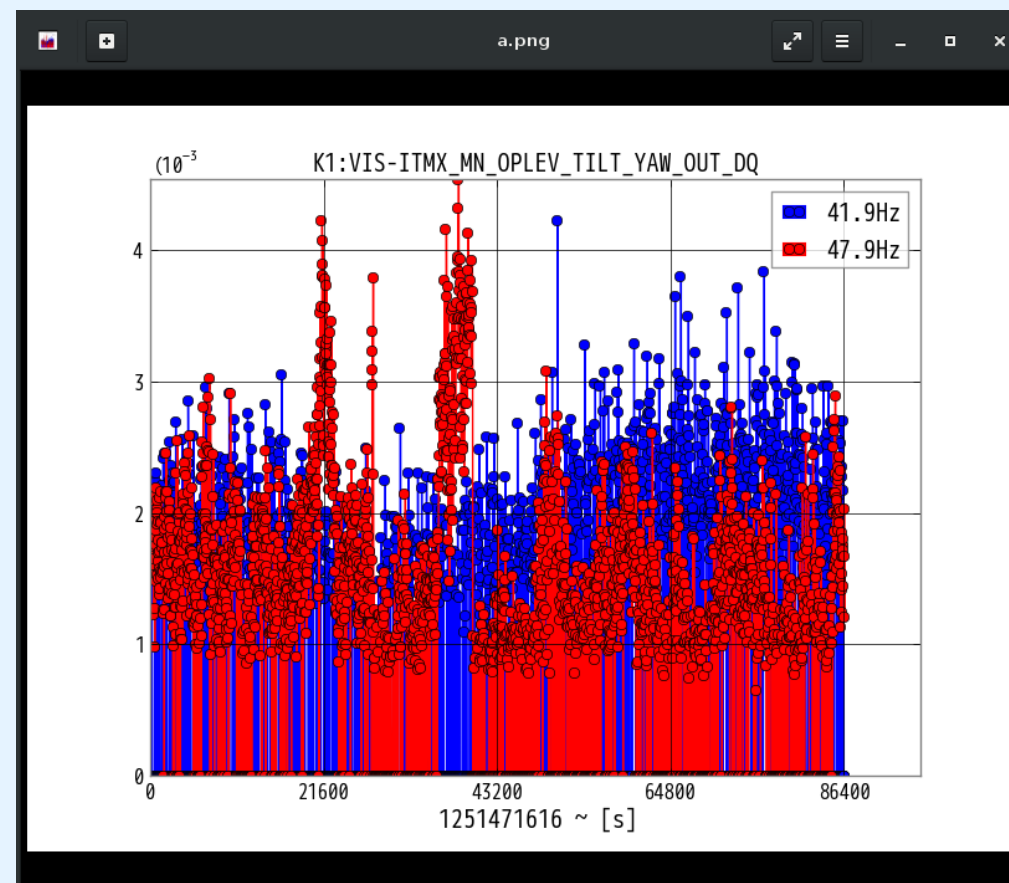 a.png
(10⁻³ K1:VIS-ITMX_MN_OPLEV_TILT_YAW_OUT_DQ
41.9Hz
47.9Hz
4
3
2
1
0
0 21600 43200 64800 86400
1251471616 ~ [s]